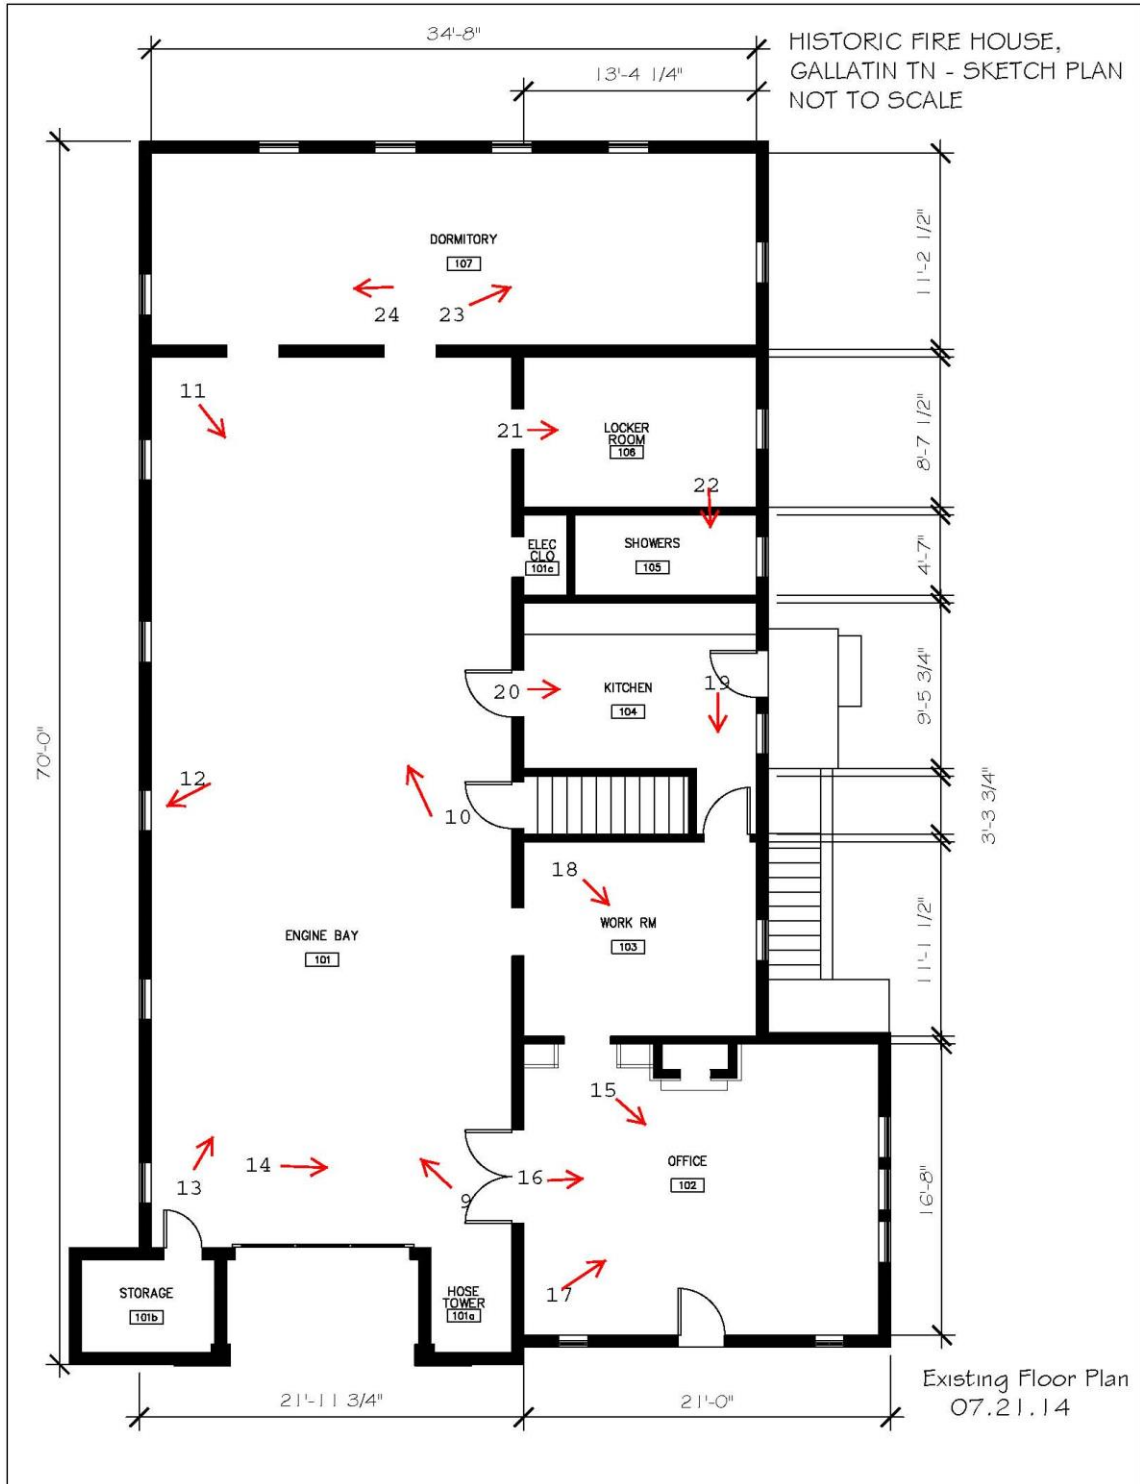 34'-8"
HISTORIC FIRE HOUSE,
GALLATIN TN - SKETCH PLAN
NOT TO SCALE
13'-4 1/4"
DORMITORY
107
11'-2 1/2"
24
23
11
21
LOCKER
ROOM
106
8'-7 1/2"
22
ELEC
CLO
101c
SHOWERS
105
4'-7"
20
KITCHEN
104
19
9'-5 3/4"
70'-0"
12
10
3'-3 3/4"
18
WORK RM
103
11'-1 1/2"
ENGINE BAY
101
15
14
13
9
16
OFFICE
102
16'-8"
17
STORAGE
101b
HOSE
TOWER
101a
21'-11 3/4"
21'-0"
Existing Floor Plan
07.21.14